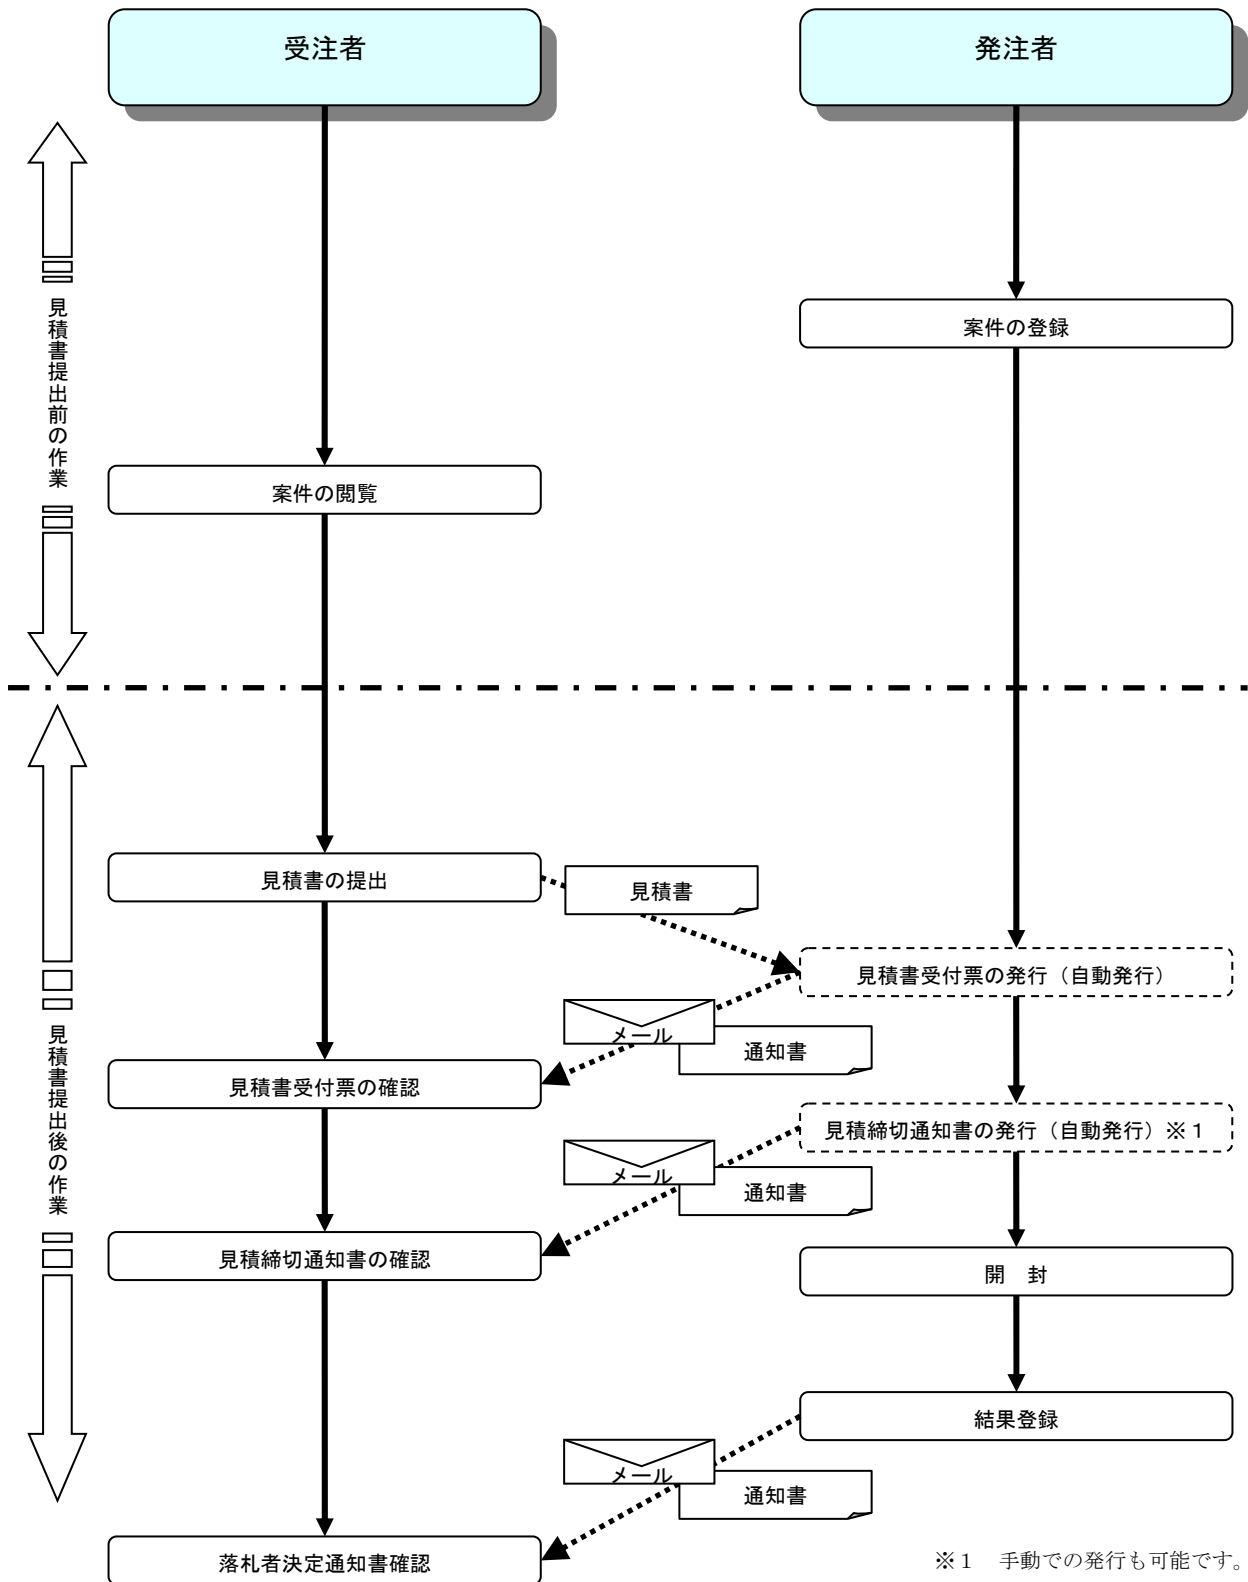 受注者
発注者
案件の登録
見積書提出前の作業
案件の閲覧
見積書の提出
見積書
見積書受付票の発行（自動発行）
メール
通知書
見積書受付票の確認
見積締切通知書の発行（自動発行）※１
見積書提出後の作業
メール
通知書
見積締切通知書の確認
開　封
結果登録
メール
通知書
落札者決定通知書確認
※１　手動での発行も可能です。